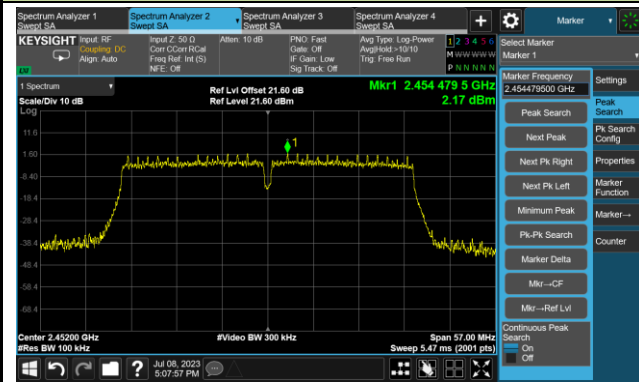 Spectrum Analyzer 1
Swept SA
Spectrum Analyzer 2
Swept SA
Spectrum Analyzer 3
Swept SA
Spectrum Analyzer 4
Swept SA
Marker
KEYSIGHT
Input: RF
Coupling: DC
Align: Auto
Input Z: 50 Ω
Corr CCorr RCal
Freq Ref: Int (S)
NFE: Off
Atten: 10 dB
PNO: Fast
Gate: Off
IF Gain: Low
Sig Track: Off
Avg Type: Log-Power
Avg|Hold:>10/10
Trig: Free Run
1 2 3 4 5 6
M W W W W W
P N N N N N
Select Marker
Marker 1
1 Spectrum
Scale/Div 10 dB
Log
Ref Lvl Offset 21.60 dB
Ref Level 21.60 dBm
Mkr1 2.454 479 5 GHz
2.17 dBm
1
11.6
1.60
-8.40
-18.4
-28.4
-38.4
-48.4
-58.4
-68.4
Center 2.45200 GHz
#Res BW 100 kHz
#Video BW 300 kHz
Span 57.00 MHz
Sweep 5.47 ms (2001 pts)
Marker Frequency
2.454479500 GHz
Peak Search
Next Peak
Next Pk Right
Next Pk Left
Minimum Peak
Pk-Pk Search
Marker Delta
Mkr→CF
Mkr→Ref Lvl
Continuous Peak
Search
On
Off
Settings
Peak
Search
Pk Search
Config
Properties
Marker
Function
Marker→
Counter
Jul 08, 2023
5:07:57 PM